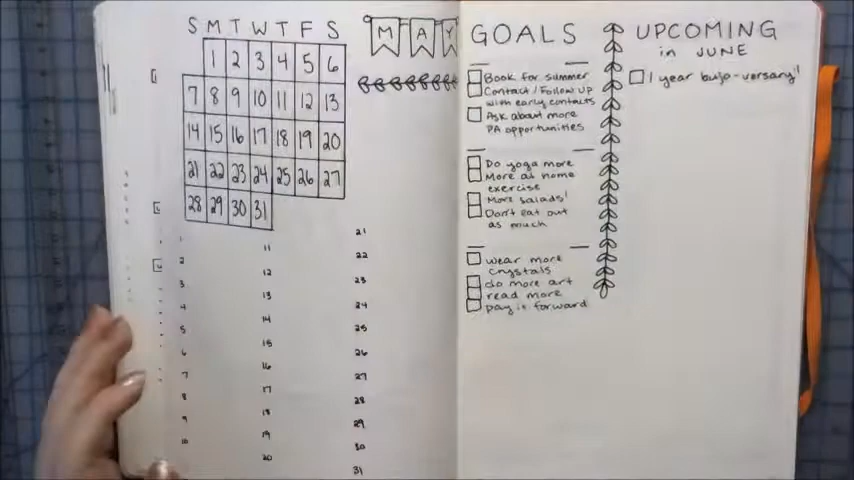 S M T W T F S
1 2 3 4 5 6
7 8 9 10 11 12 13
14 15 16 17 18 19 20
21 22 23 24 25 26 27
28 29 30 31
1
2
3
4
5
6
7
8
9
10
11
12
13
14
15
16
17
18
19
20
21
22
23
24
25
26
27
28
29
30
31
MAY
GOALS
Book for summer
Contact/Follow up
with early contacts
Ask about more
PA opportunities
Do yoga more
More at home
exercise
More salads!
Don't eat out
as much
wear more
crystals
do more art
read more
pay it forward
UPCOMING
in JUNE
1 year bujo-versary!